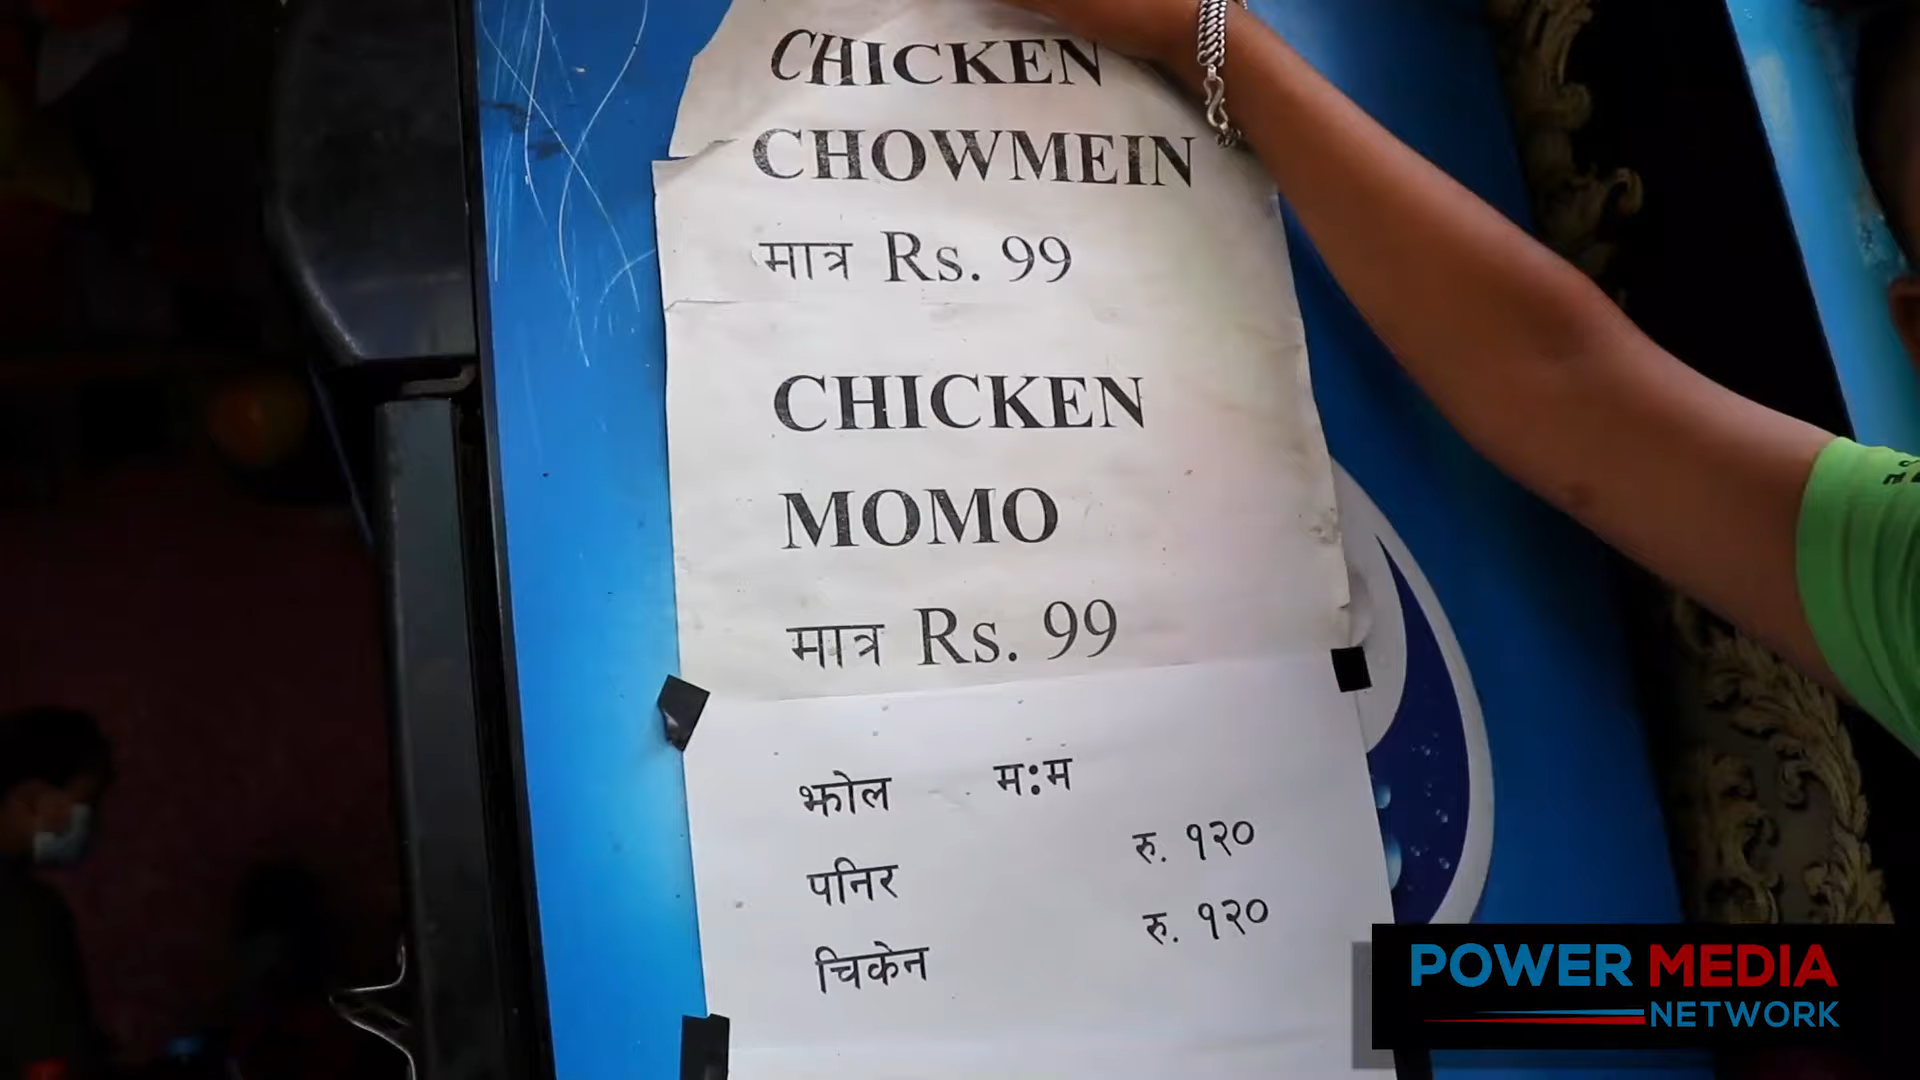 CHICKEN
CHOWMEIN
मात्र Rs. 99
CHICKEN
MOMO
मात्र Rs. 99
झोल म:म
पनिर रु. १२०
चिकेन रु. १२०
POWER MEDIA
NETWORK